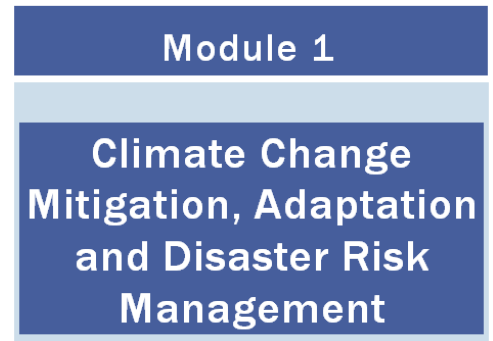 Module 1
Climate Change
Mitigation, Adaptation
and Disaster Risk
Management